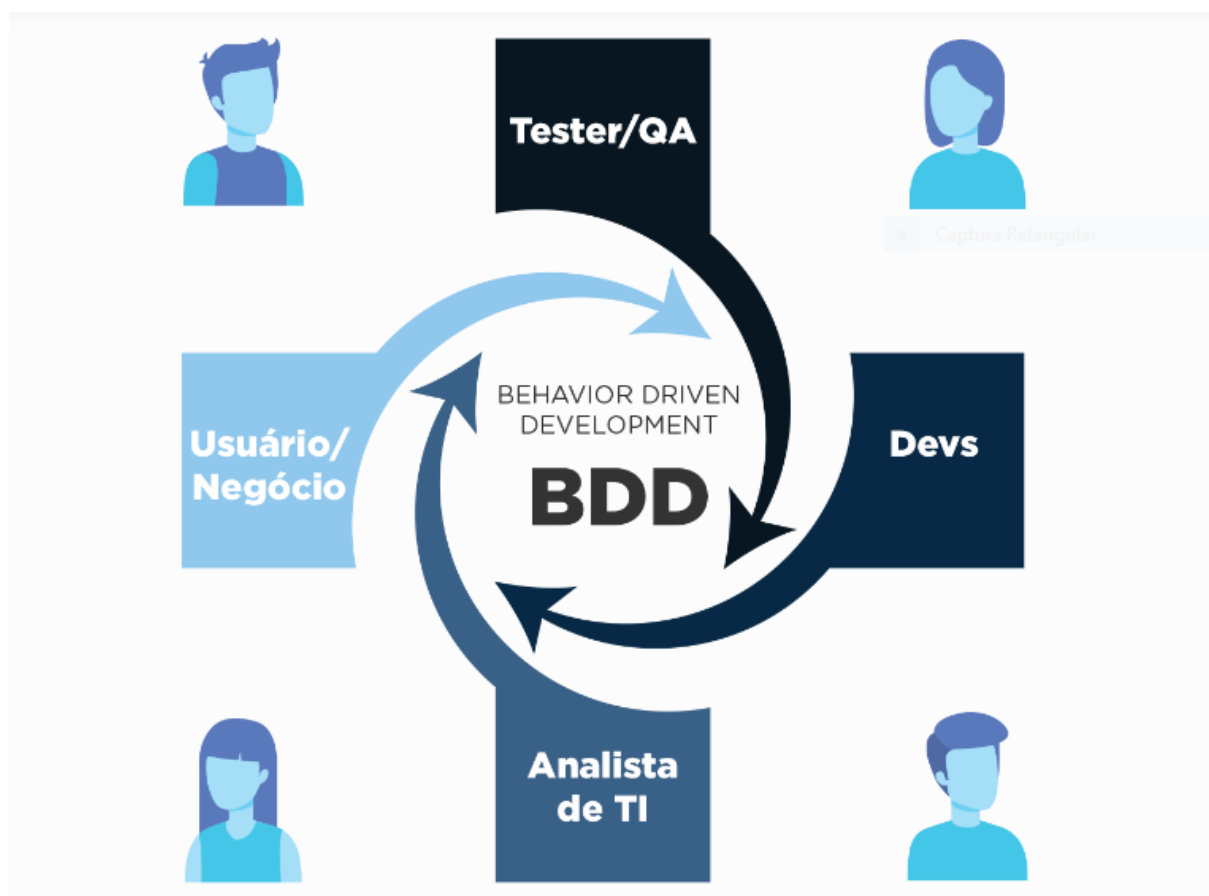 Tester/QA
Captura Retangular
BEHAVIOR DRIVEN
DEVELOPMENT
BDD
Usuário/
Negócio
Devs
Analista
de TI